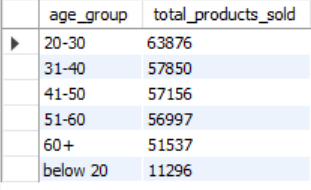 age_group total_products_sold
20-30 63876
31-40 57850
41-50 57156
51-60 56997
60+ 51537
below 20 11296